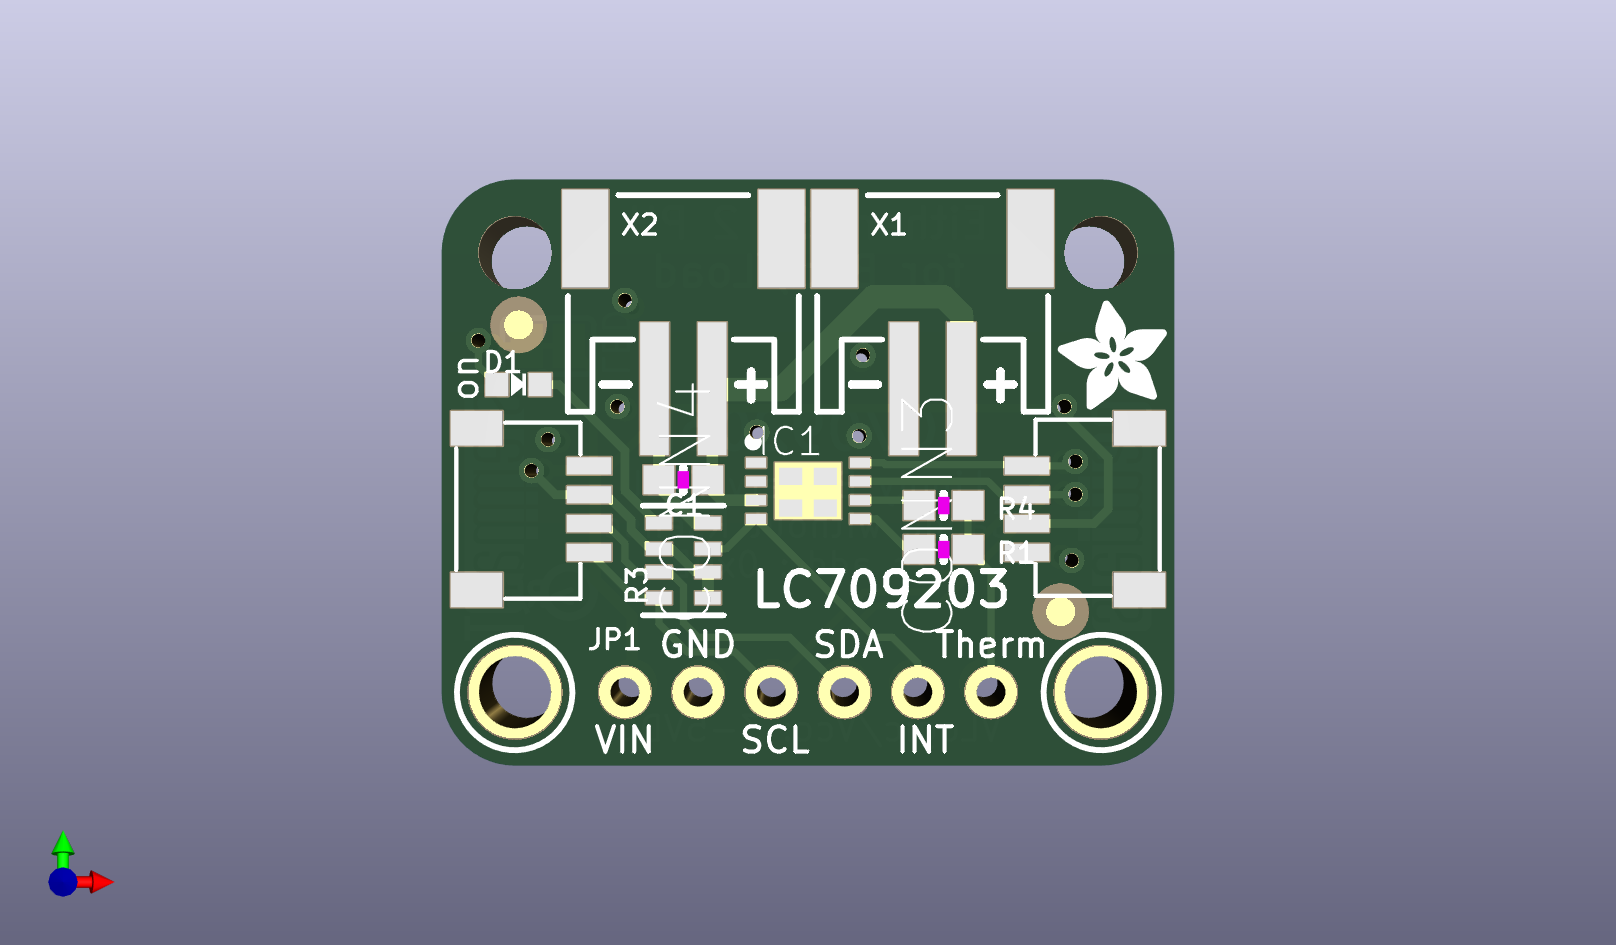 X2
X1
D1
on
− + − +
CONN4
CONN3
IC1
C1
R4
R1
R3
LC709203
JP1
GND SDA Therm
VIN SCL INT